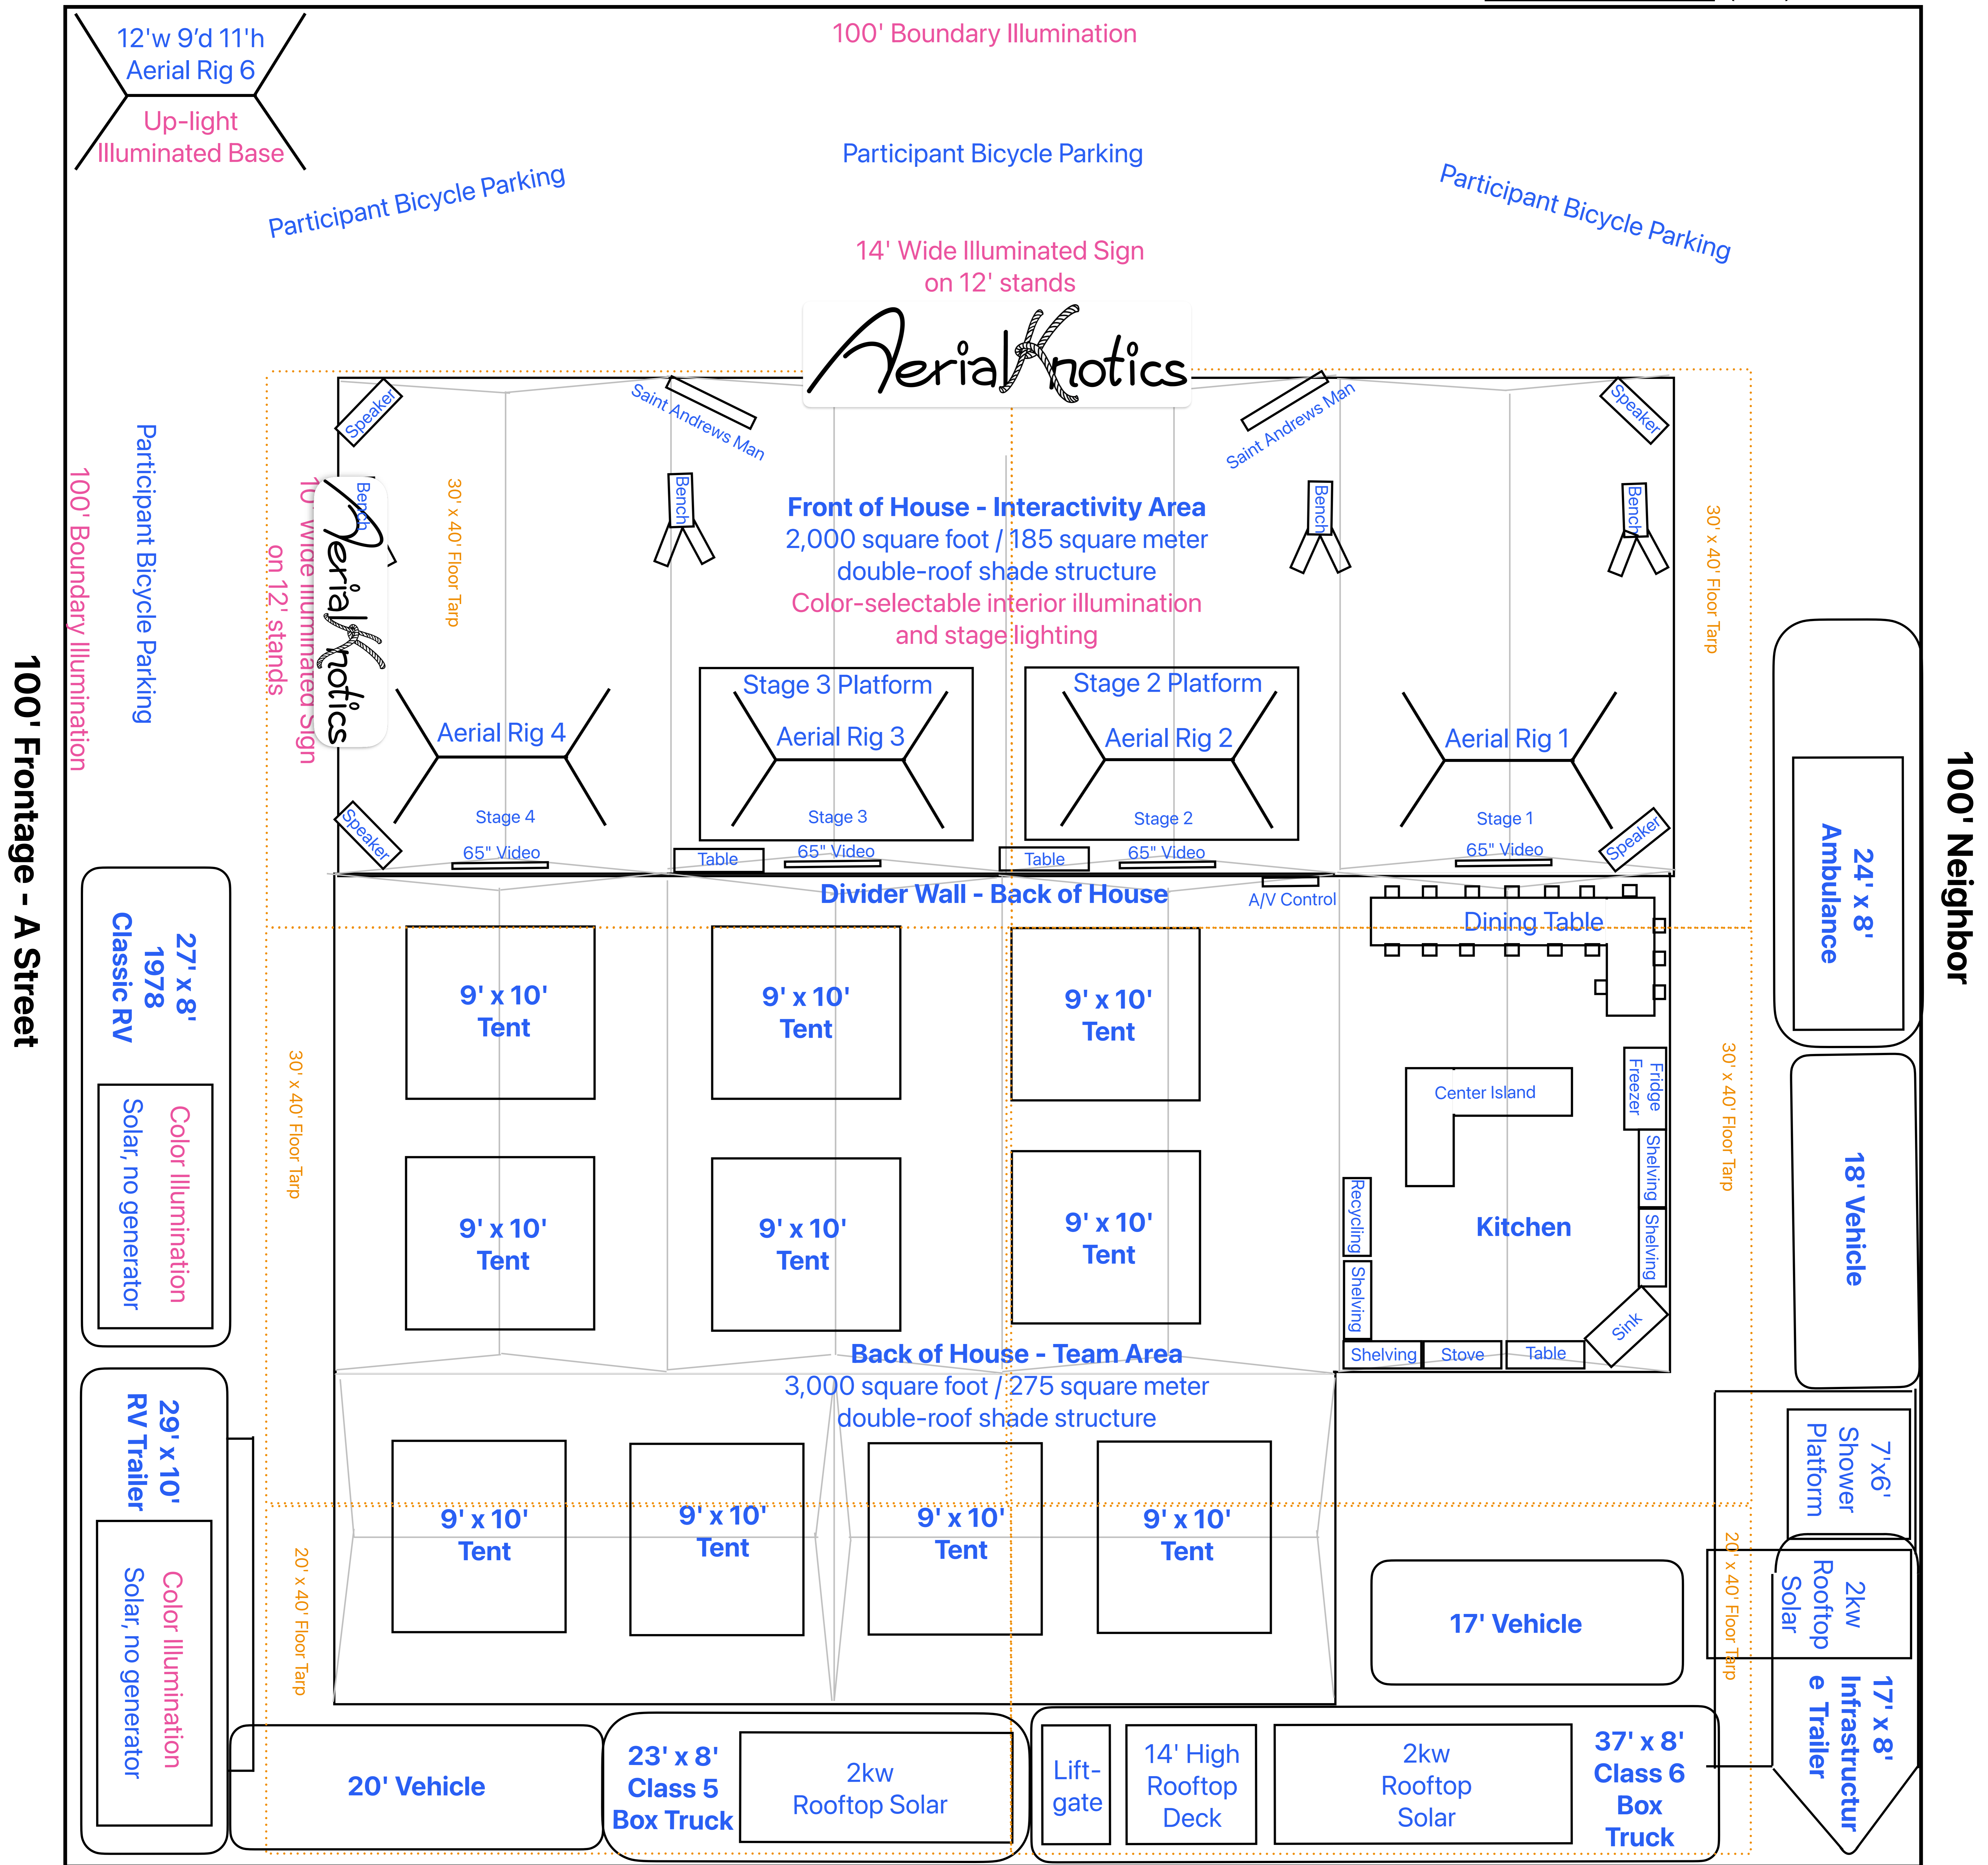 12'w 9'd 11'h
Aerial Rig 6
Up-light
Illuminated Base
100' Boundary Illumination
Participant Bicycle Parking
Participant Bicycle Parking
Participant Bicycle Parking
14' Wide Illuminated Sign
on 12' stands
AerialKnotics
Speaker
Saint Andrews Man
Saint Andrews Man
Speaker
100' Frontage - A Street
100' Boundary Illumination
Participant Bicycle Parking
10' Wide Illuminated Sign
on 12' stands
AerialKnotics
Bench
30' x 40' Floor Tarp
Bench
Front of House - Interactivity Area
2,000 square foot / 185 square meter
double-roof shade structure
Color-selectable interior illumination
and stage lighting
Bench
Bench
30' x 40' Floor Tarp
100' Neighbor
Aerial Rig 4
Stage 4
Stage 3 Platform
Aerial Rig 3
Stage 3
Stage 2 Platform
Aerial Rig 2
Stage 2
Aerial Rig 1
Stage 1
Speaker
65" Video
Table
65" Video
Table
65" Video
65" Video
Speaker
Divider Wall - Back of House
A/V Control
Dining Table
24' x 8'
Ambulance
27' x 8'
1978
Classic RV
Color Illumination
Solar, no generator
30' x 40' Floor Tarp
9' x 10'
Tent
9' x 10'
Tent
9' x 10'
Tent
9' x 10'
Tent
9' x 10'
Tent
9' x 10'
Tent
Center Island
Fridge
Freezer
Shelving
Shelving
Kitchen
Recycling
Shelving
Shelving
Stove
Table
Sink
30' x 40' Floor Tarp
18' Vehicle
Back of House - Team Area
3,000 square foot / 275 square meter
double-roof shade structure
29' x 10'
RV Trailer
Color Illumination
Solar, no generator
20' x 40' Floor Tarp
9' x 10'
Tent
9' x 10'
Tent
9' x 10'
Tent
9' x 10'
Tent
17' Vehicle
20' x 40' Floor Tarp
7'x6'
Shower
Platform
2kw
Rooftop
Solar
17' x 8'
Infrastructur
e Trailer
20' Vehicle
23' x 8'
Class 5
Box Truck
2kw
Rooftop Solar
Lift-
gate
14' High
Rooftop
Deck
2kw
Rooftop
Solar
37' x 8'
Class 6
Box
Truck